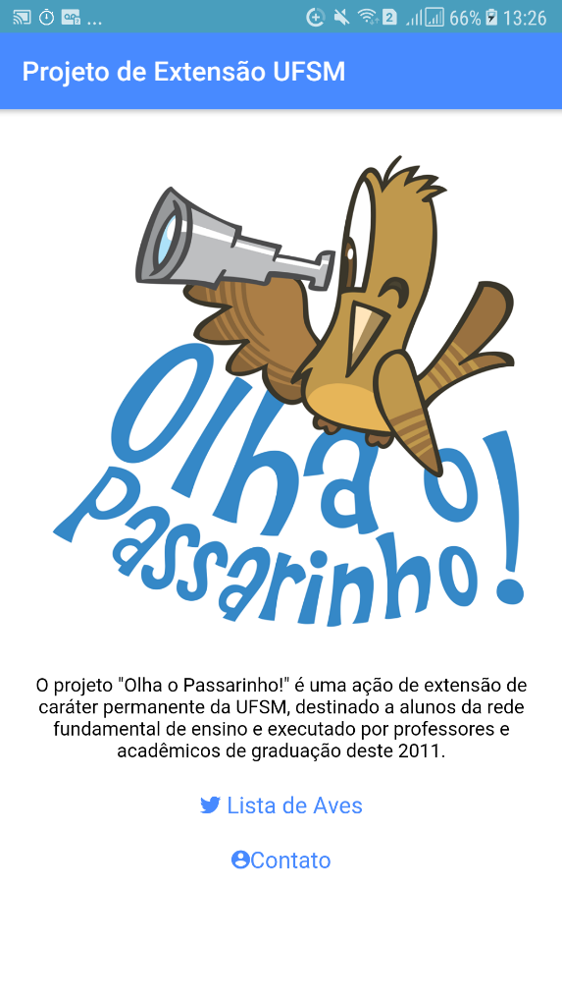 ... 2 66% 13:26
Projeto de Extensão UFSM
Olha o
Passarinho!
O projeto "Olha o Passarinho!" é uma ação de extensão de
caráter permanente da UFSM, destinado a alunos da rede
fundamental de ensino e executado por professores e
acadêmicos de graduação deste 2011.
Lista de Aves
Contato